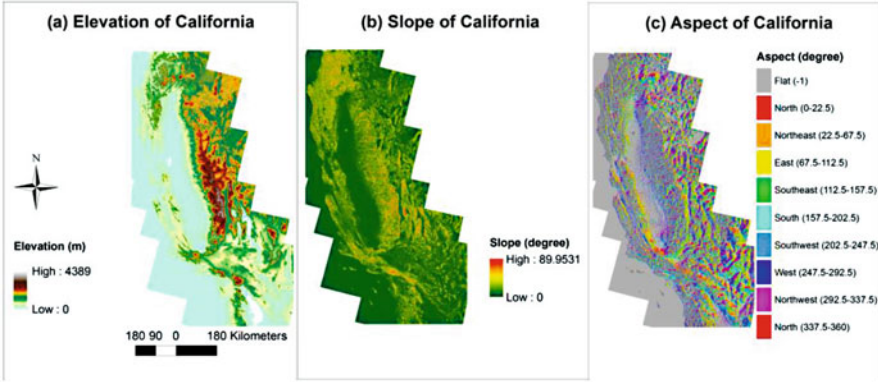 (a) Elevation of California
N
Elevation (m)
High : 4389
Low : 0
180 90 0 180 Kilometers
(b) Slope of California
Slope (degree)
High : 89.9531
Low : 0
(c) Aspect of California
Aspect (degree)
Flat (-1)
North (0-22.5)
Northeast (22.5-67.5)
East (67.5-112.5)
Southeast (112.5-157.5)
South (157.5-202.5)
Southwest (202.5-247.5)
West (247.5-292.5)
Northwest (292.5-337.5)
North (337.5-360)